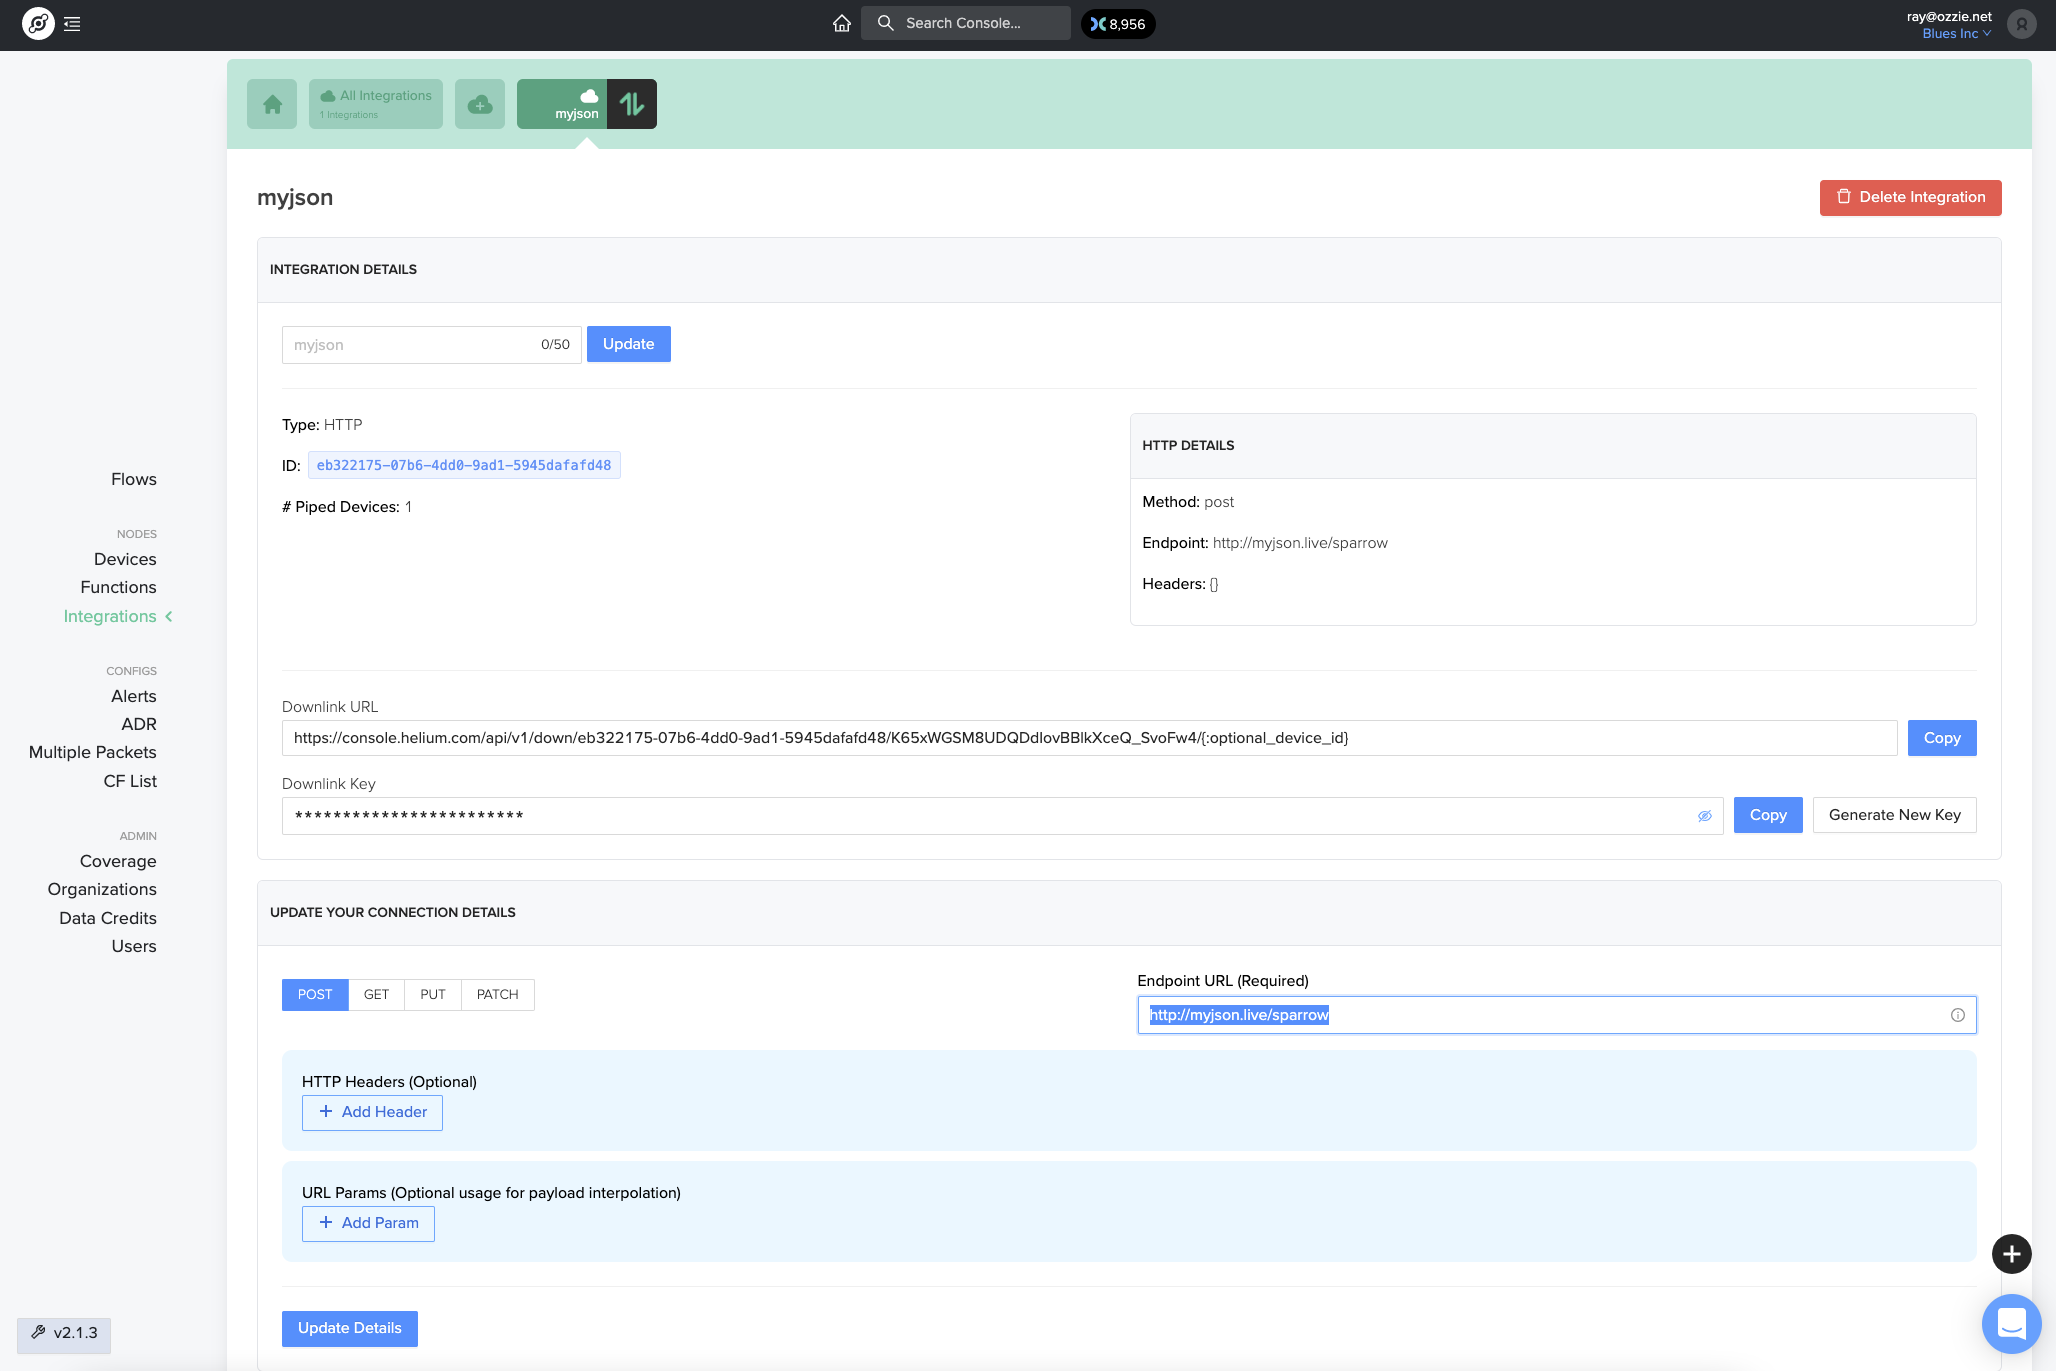 Search Console...
8,956
ray@ozzie.net
Blues Inc
R
All Integrations
1 Integrations
myjson
myjson
Delete Integration
INTEGRATION DETAILS
myjson
0/50
Update
Type: HTTP
ID: eb322175-07b6-4dd0-9ad1-5945dafafd48
# Piped Devices: 1
HTTP DETAILS
Method: post
Endpoint: http://myjson.live/sparrow
Headers: {}
Flows
NODES
Devices
Functions
Integrations
CONFIGS
Alerts
ADR
Multiple Packets
CF List
ADMIN
Coverage
Organizations
Data Credits
Users
v2.1.3
Downlink URL
https://console.helium.com/api/v1/down/eb322175-07b6-4dd0-9ad1-5945dafafd48/K65xWGSM8UDQDdIovBBlkXceQ_SvoFw4/{:optional_device_id}
Copy
Downlink Key
************************
Copy
Generate New Key
UPDATE YOUR CONNECTION DETAILS
POST
GET
PUT
PATCH
Endpoint URL (Required)
http://myjson.live/sparrow
HTTP Headers (Optional)
+ Add Header
URL Params (Optional usage for payload interpolation)
+ Add Param
Update Details